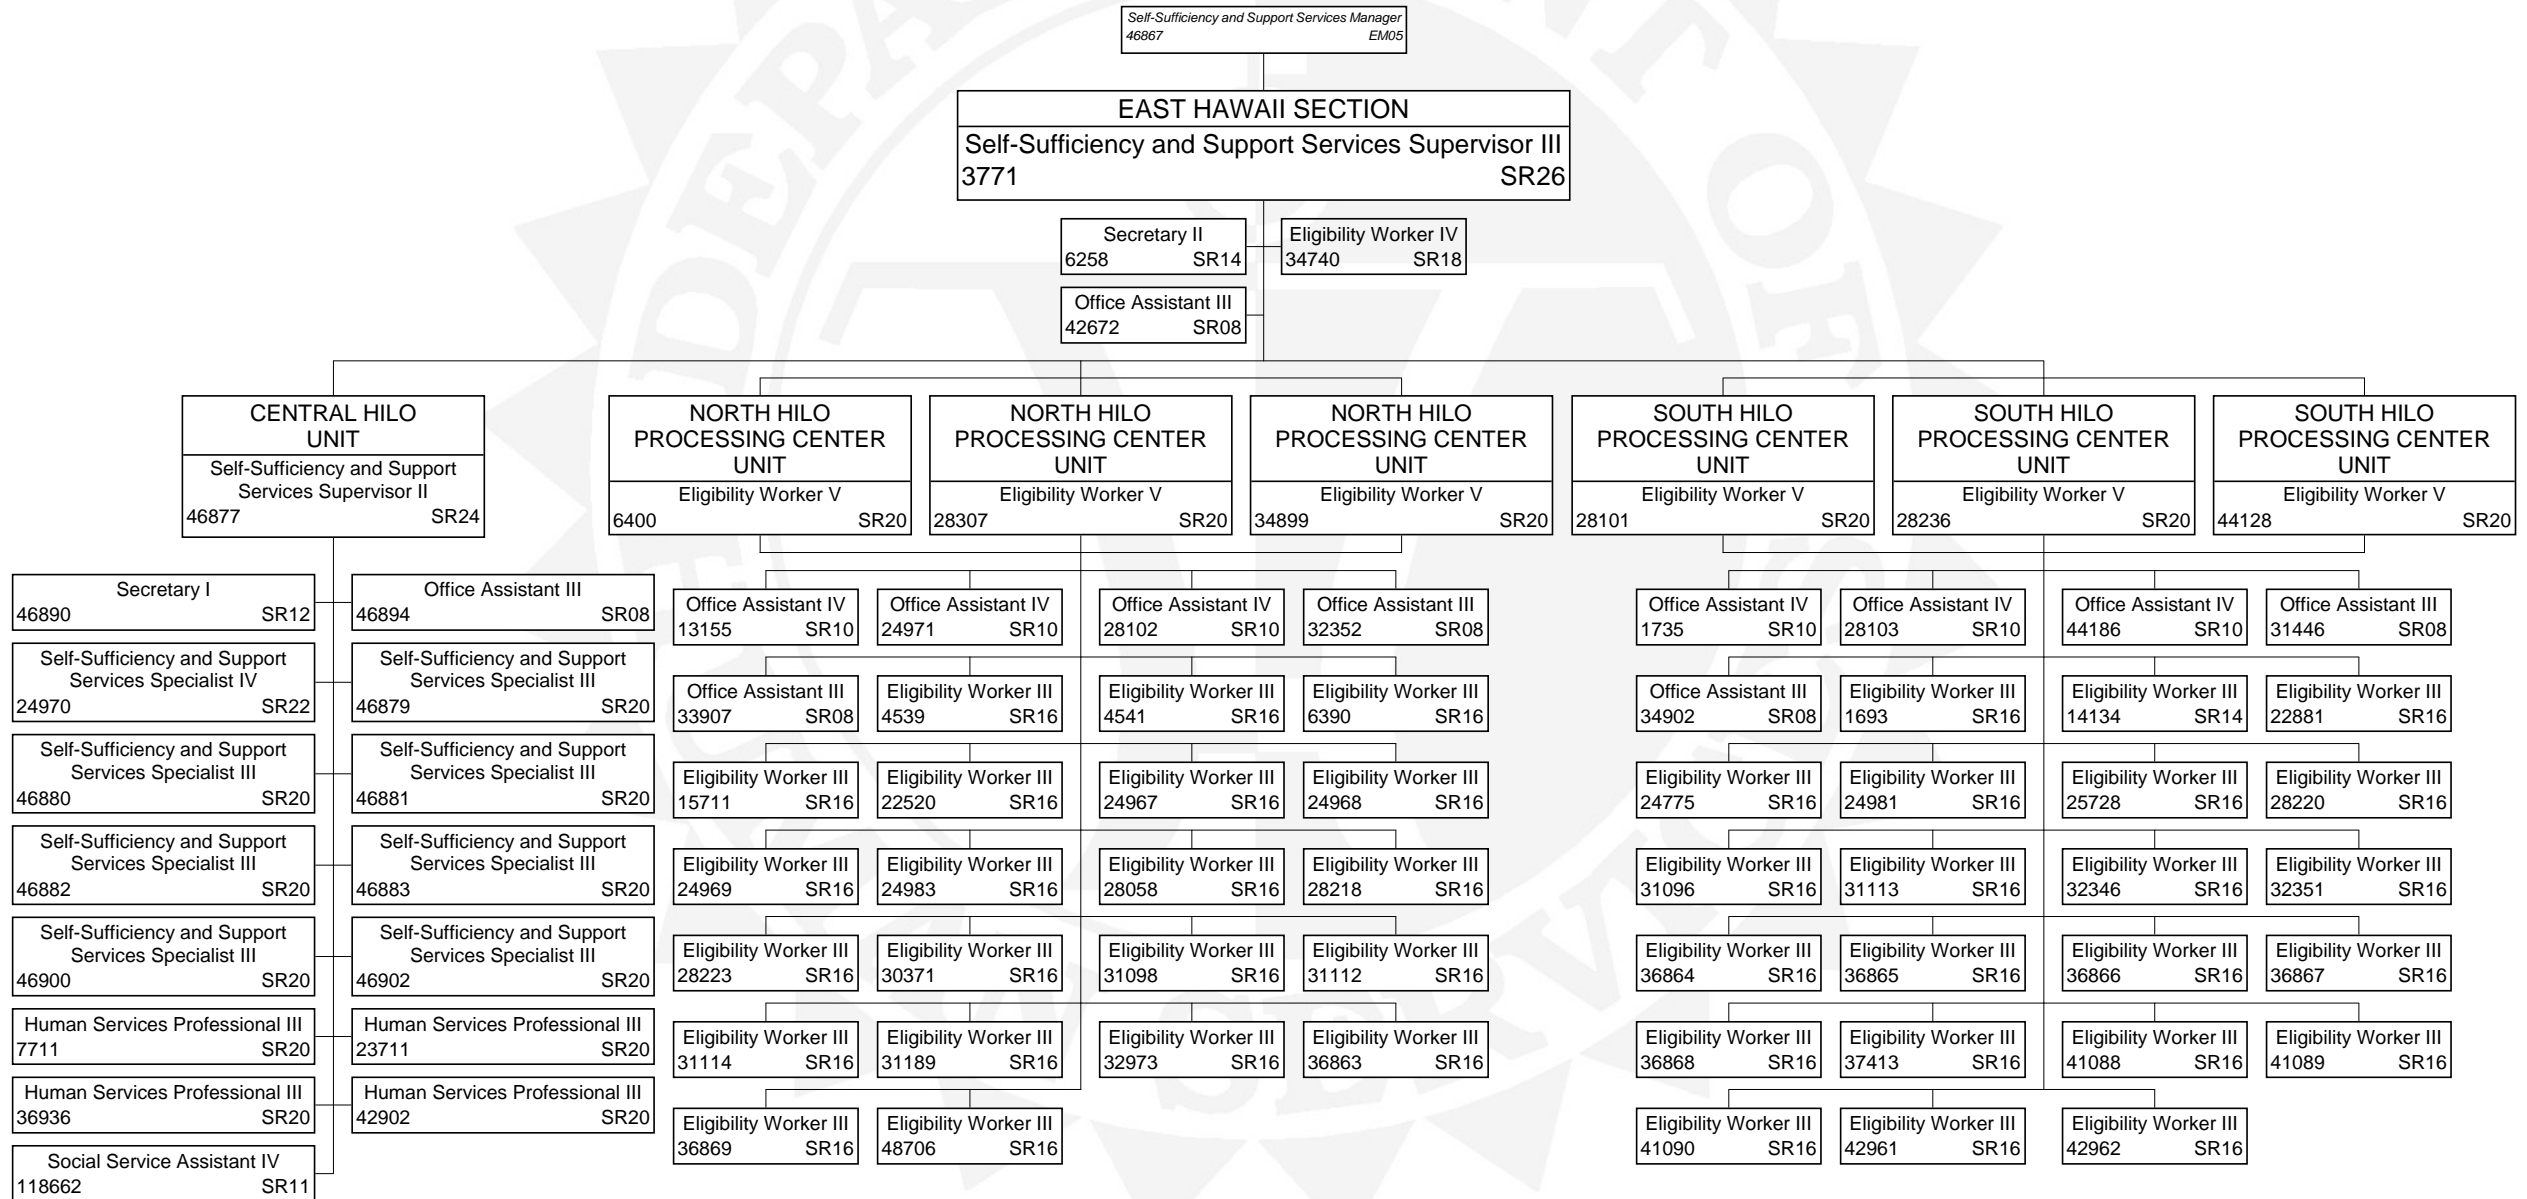 Self-Sufficiency and Support Services Manager
46867 EM05
EAST HAWAII SECTION
Self-Sufficiency and Support Services Supervisor III
3771 SR26
Secretary II
6258 SR14
Eligibility Worker IV
34740 SR18
Office Assistant III
42672 SR08
CENTRAL HILO
UNIT
Self-Sufficiency and Support
Services Supervisor II
46877 SR24
NORTH HILO
PROCESSING CENTER
UNIT
Eligibility Worker V
6400 SR20
NORTH HILO
PROCESSING CENTER
UNIT
Eligibility Worker V
28307 SR20
NORTH HILO
PROCESSING CENTER
UNIT
Eligibility Worker V
34899 SR20
SOUTH HILO
PROCESSING CENTER
UNIT
Eligibility Worker V
28101 SR20
SOUTH HILO
PROCESSING CENTER
UNIT
Eligibility Worker V
28236 SR20
SOUTH HILO
PROCESSING CENTER
UNIT
Eligibility Worker V
44128 SR20
Secretary I
46890 SR12
Office Assistant III
46894 SR08
Self-Sufficiency and Support
Services Specialist IV
24970 SR22
Self-Sufficiency and Support
Services Specialist III
46879 SR20
Self-Sufficiency and Support
Services Specialist III
46880 SR20
Self-Sufficiency and Support
Services Specialist III
46881 SR20
Self-Sufficiency and Support
Services Specialist III
46882 SR20
Self-Sufficiency and Support
Services Specialist III
46883 SR20
Self-Sufficiency and Support
Services Specialist III
46900 SR20
Self-Sufficiency and Support
Services Specialist III
46902 SR20
Human Services Professional III
7711 SR20
Human Services Professional III
23711 SR20
Human Services Professional III
36936 SR20
Human Services Professional III
42902 SR20
Social Service Assistant IV
118662 SR11
Office Assistant IV
13155 SR10
Office Assistant IV
24971 SR10
Office Assistant IV
28102 SR10
Office Assistant III
32352 SR08
Office Assistant III
33907 SR08
Eligibility Worker III
4539 SR16
Eligibility Worker III
4541 SR16
Eligibility Worker III
6390 SR16
Eligibility Worker III
15711 SR16
Eligibility Worker III
22520 SR16
Eligibility Worker III
24967 SR16
Eligibility Worker III
24968 SR16
Eligibility Worker III
24969 SR16
Eligibility Worker III
24983 SR16
Eligibility Worker III
28058 SR16
Eligibility Worker III
28218 SR16
Eligibility Worker III
28223 SR16
Eligibility Worker III
30371 SR16
Eligibility Worker III
31098 SR16
Eligibility Worker III
31112 SR16
Eligibility Worker III
31114 SR16
Eligibility Worker III
31189 SR16
Eligibility Worker III
32973 SR16
Eligibility Worker III
36863 SR16
Eligibility Worker III
36869 SR16
Eligibility Worker III
48706 SR16
Office Assistant IV
1735 SR10
Office Assistant IV
28103 SR10
Office Assistant IV
44186 SR10
Office Assistant III
31446 SR08
Office Assistant III
34902 SR08
Eligibility Worker III
1693 SR16
Eligibility Worker III
14134 SR14
Eligibility Worker III
22881 SR16
Eligibility Worker III
24775 SR16
Eligibility Worker III
24981 SR16
Eligibility Worker III
25728 SR16
Eligibility Worker III
28220 SR16
Eligibility Worker III
31096 SR16
Eligibility Worker III
31113 SR16
Eligibility Worker III
32346 SR16
Eligibility Worker III
32351 SR16
Eligibility Worker III
36864 SR16
Eligibility Worker III
36865 SR16
Eligibility Worker III
36866 SR16
Eligibility Worker III
36867 SR16
Eligibility Worker III
36868 SR16
Eligibility Worker III
37413 SR16
Eligibility Worker III
41088 SR16
Eligibility Worker III
41089 SR16
Eligibility Worker III
41090 SR16
Eligibility Worker III
42961 SR16
Eligibility Worker III
42962 SR16